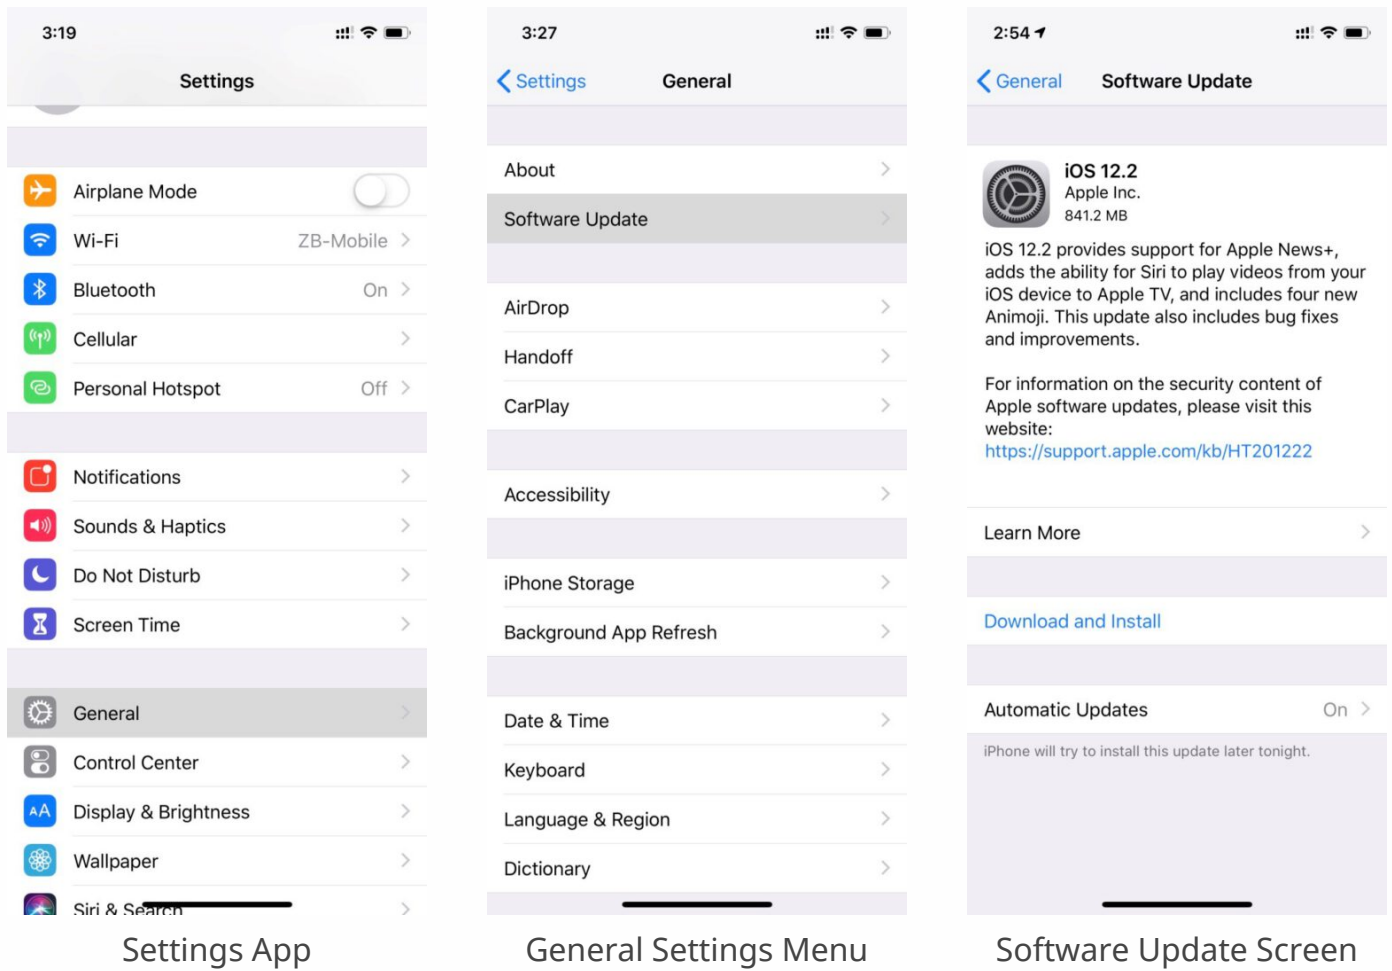 3:19
Settings
Airplane Mode
Wi-Fi ZB-Mobile
Bluetooth On
Cellular
Personal Hotspot Off
Notifications
Sounds & Haptics
Do Not Disturb
Screen Time
General
Control Center
AA Display & Brightness
Wallpaper
Siri & Search
Settings App
3:27
Settings General
About
Software Update
AirDrop
Handoff
CarPlay
Accessibility
iPhone Storage
Background App Refresh
Date & Time
Keyboard
Language & Region
Dictionary
General Settings Menu
2:54
General Software Update
iOS 12.2
Apple Inc.
841.2 MB
iOS 12.2 provides support for Apple News+,
adds the ability for Siri to play videos from your
iOS device to Apple TV, and includes four new
Animoji. This update also includes bug fixes
and improvements.
For information on the security content of
Apple software updates, please visit this
website:
https://support.apple.com/kb/HT201222
Learn More
Download and Install
Automatic Updates On
iPhone will try to install this update later tonight.
Software Update Screen